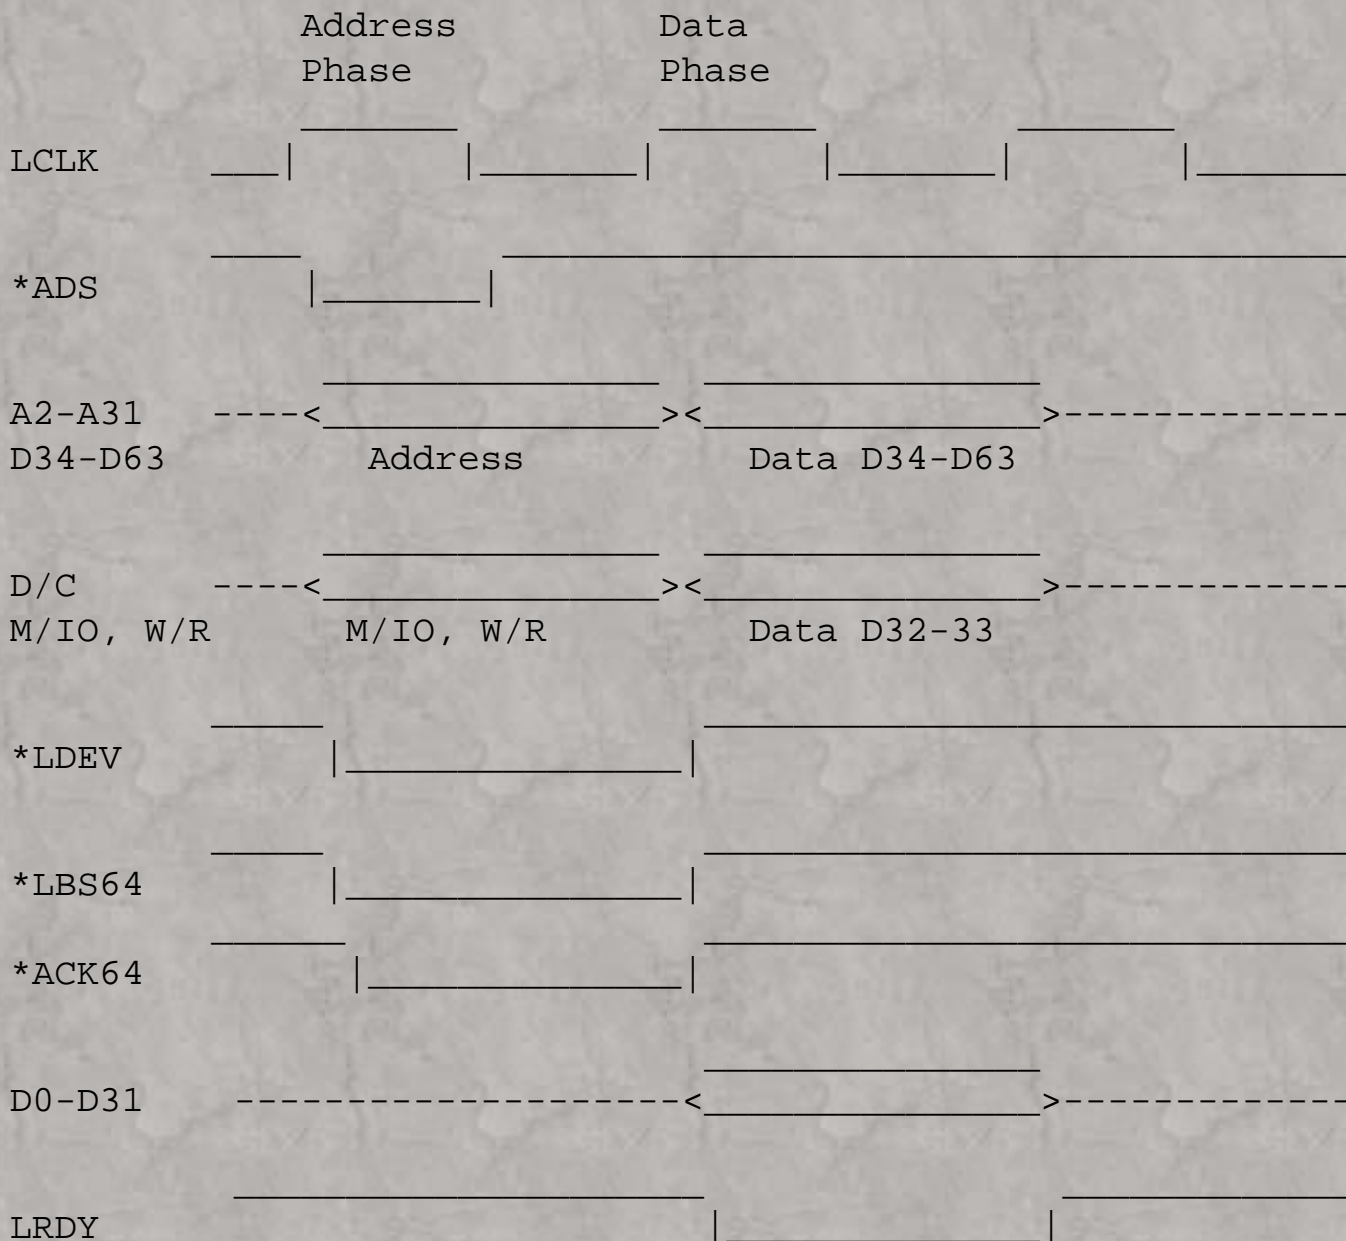 Address Data
Phase Phase
LCLK
*ADS
A2-A31
D34-D63 Address Data D34-D63
D/C
M/IO, W/R M/IO, W/R Data D32-33
*LDEV
*LBS64
*ACK64
D0-D31
LRDY